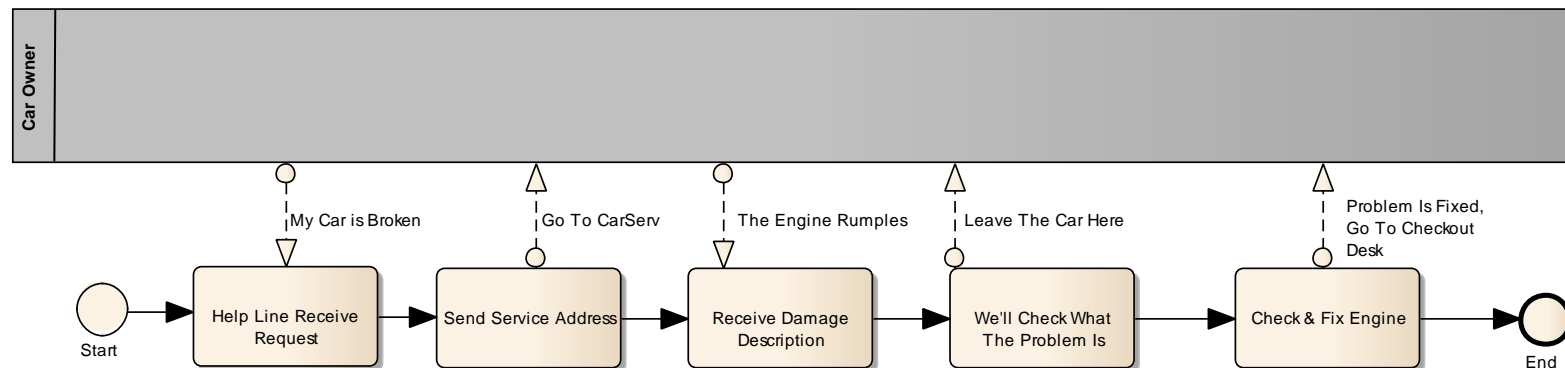 Car Owner
My Car is Broken
Go To CarServ
The Engine Rumples
Leave The Car Here
Problem Is Fixed,
Go To Checkout
Desk
Start
Help Line Receive
Request
Send Service Address
Receive Damage
Description
We'll Check What
The Problem Is
Check & Fix Engine
End